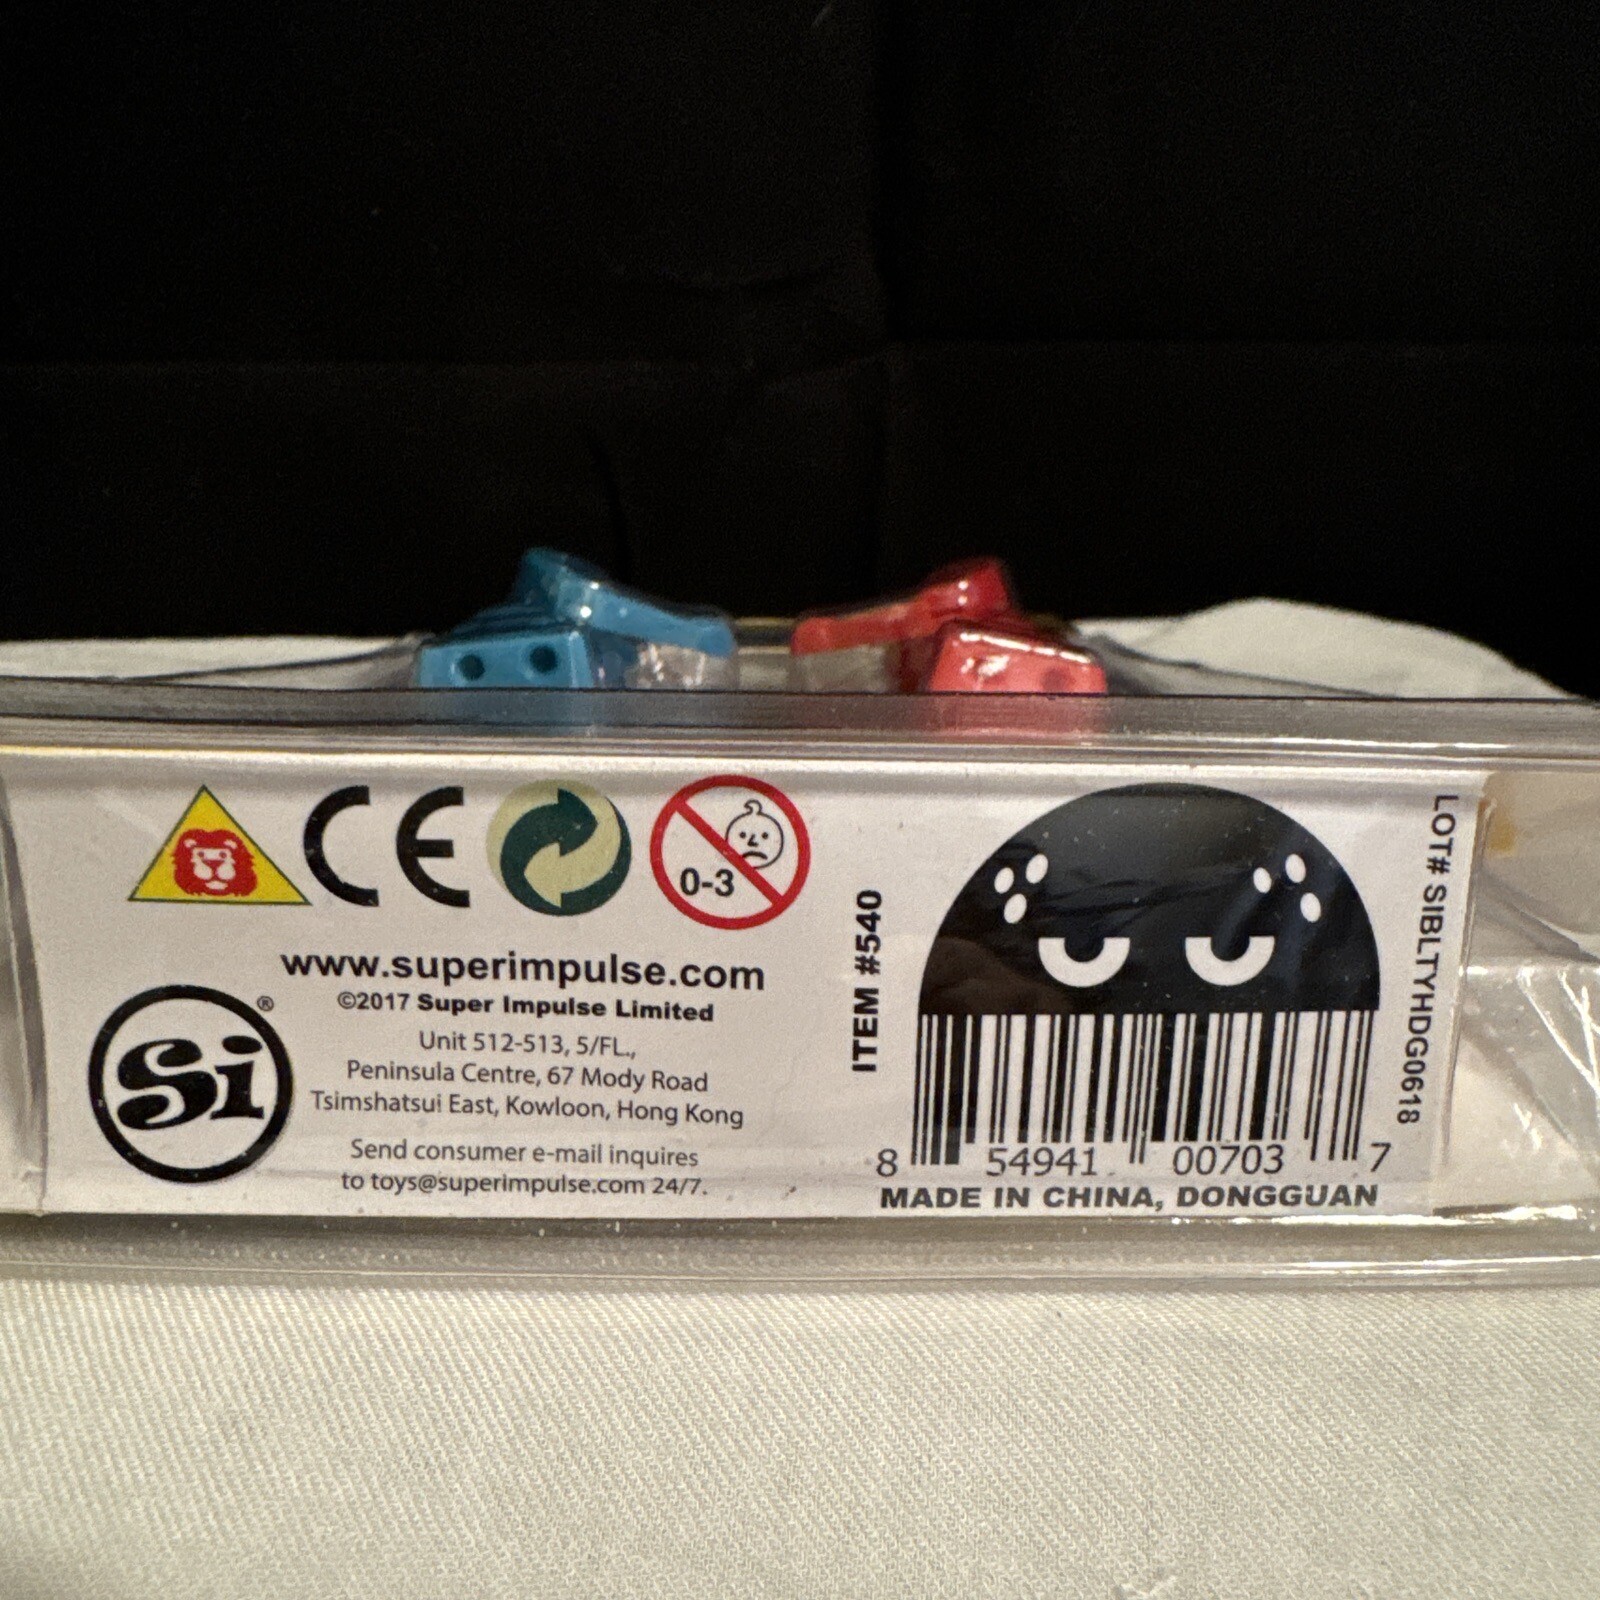 CE
0-3
www.superimpulse.com
©2017 Super Impulse Limited
Unit 512-513, 5/FL.,
Peninsula Centre, 67 Mody Road
Tsimshatsui East, Kowloon, Hong Kong
Send consumer e-mail inquires
to toys@superimpulse.com 24/7.
Si®
ITEM #540
8 54941 00703 7
MADE IN CHINA, DONGGUAN
LOT# SIBLTYHDG0618